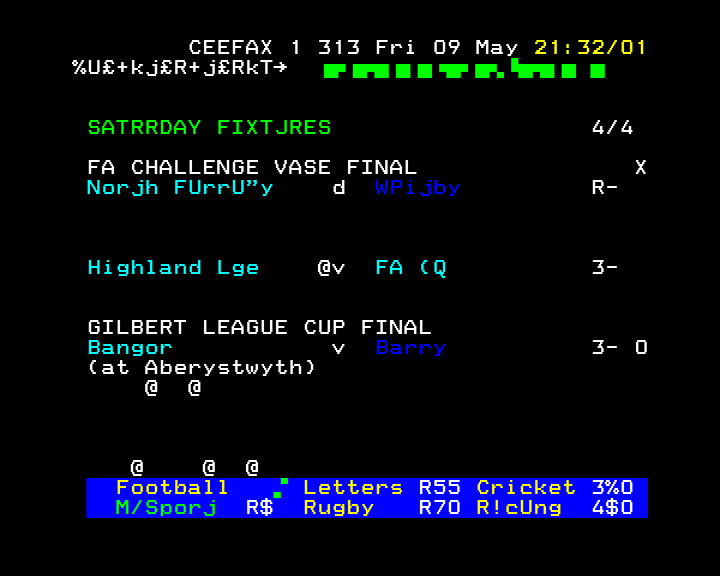 CEEFAX 1 313 Fri 09 May 21:32/01
%U£+kj£R+j£RkT→
SATRRDAY FIXTJRES 4/4
FA CHALLENGE VASE FINAL X
Norjh FUrrU”y d WPijby R-
Highland Lge @v FA (Q 3-
GILBERT LEAGUE CUP FINAL
Bangor v Barry 3- 0
(at Aberystwyth)
@ @
@ @ @
Football Letters R55 Cricket 3%0
M/Sporj R$ Rugby R70 R!cUng 4$0